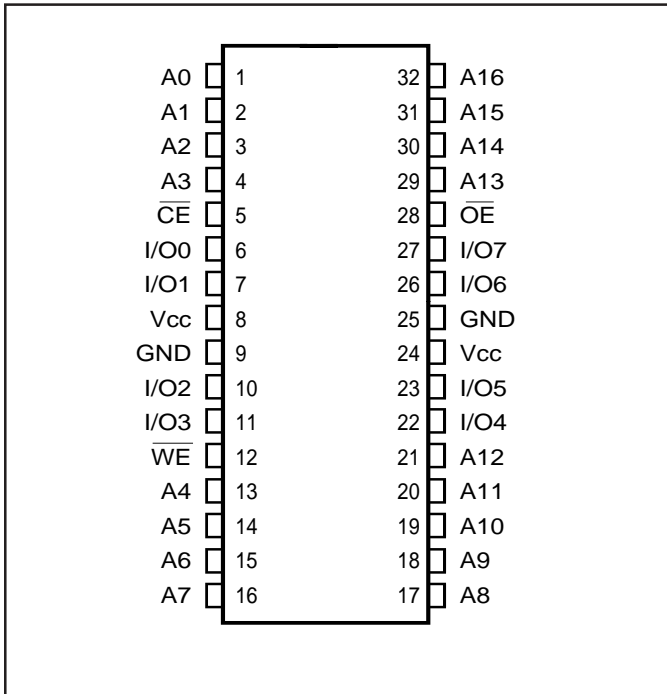 A0 1 32 A16
A1 2 31 A15
A2 3 30 A14
A3 4 29 A13
C̅E̅ 5 28 O̅E̅
I/O0 6 27 I/O7
I/O1 7 26 I/O6
Vcc 8 25 GND
GND 9 24 Vcc
I/O2 10 23 I/O5
I/O3 11 22 I/O4
W̅E̅ 12 21 A12
A4 13 20 A11
A5 14 19 A10
A6 15 18 A9
A7 16 17 A8